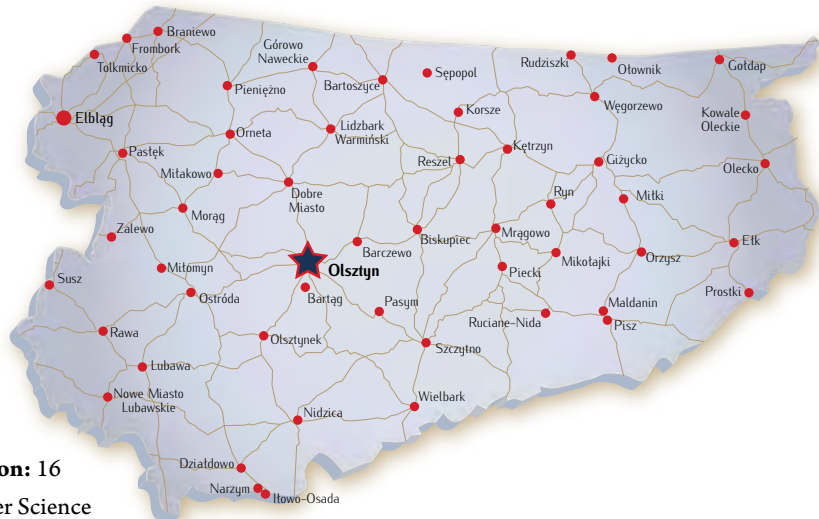 Braniewo
Frombork
Tolkmicko
Górowo
Naweckie
Rudziszki
Ołownik
Gołdap
Sępopol
Bartoszyce
Pieniężno
Węgorzewo
Korsze
Kowale
Oleckie
Elbląg
Orneta
Lidzbark
Warmiński
Pasłęk
Kętrzyn
Reszel
Giżycko
Olecko
Miłakowo
Dobre
Miasto
Ryn
Miłki
Morąg
Zalewo
Barczewo
Biskupiec
Mrągowo
Ełk
Orzysz
Mikołajki
Miłomyn
Olsztyn
Piecki
Susz
Ostróda
Bartąg
Pasym
Prostki
Maldanin
Ruciane-Nida
Pisz
Rawa
Olsztynek
Szczytno
Lubawa
Nowe Miasto
Lubawskie
Wielbark
Nidzica
Działdowo
on: 16
Narzym
Iłowo-Osada
er Science